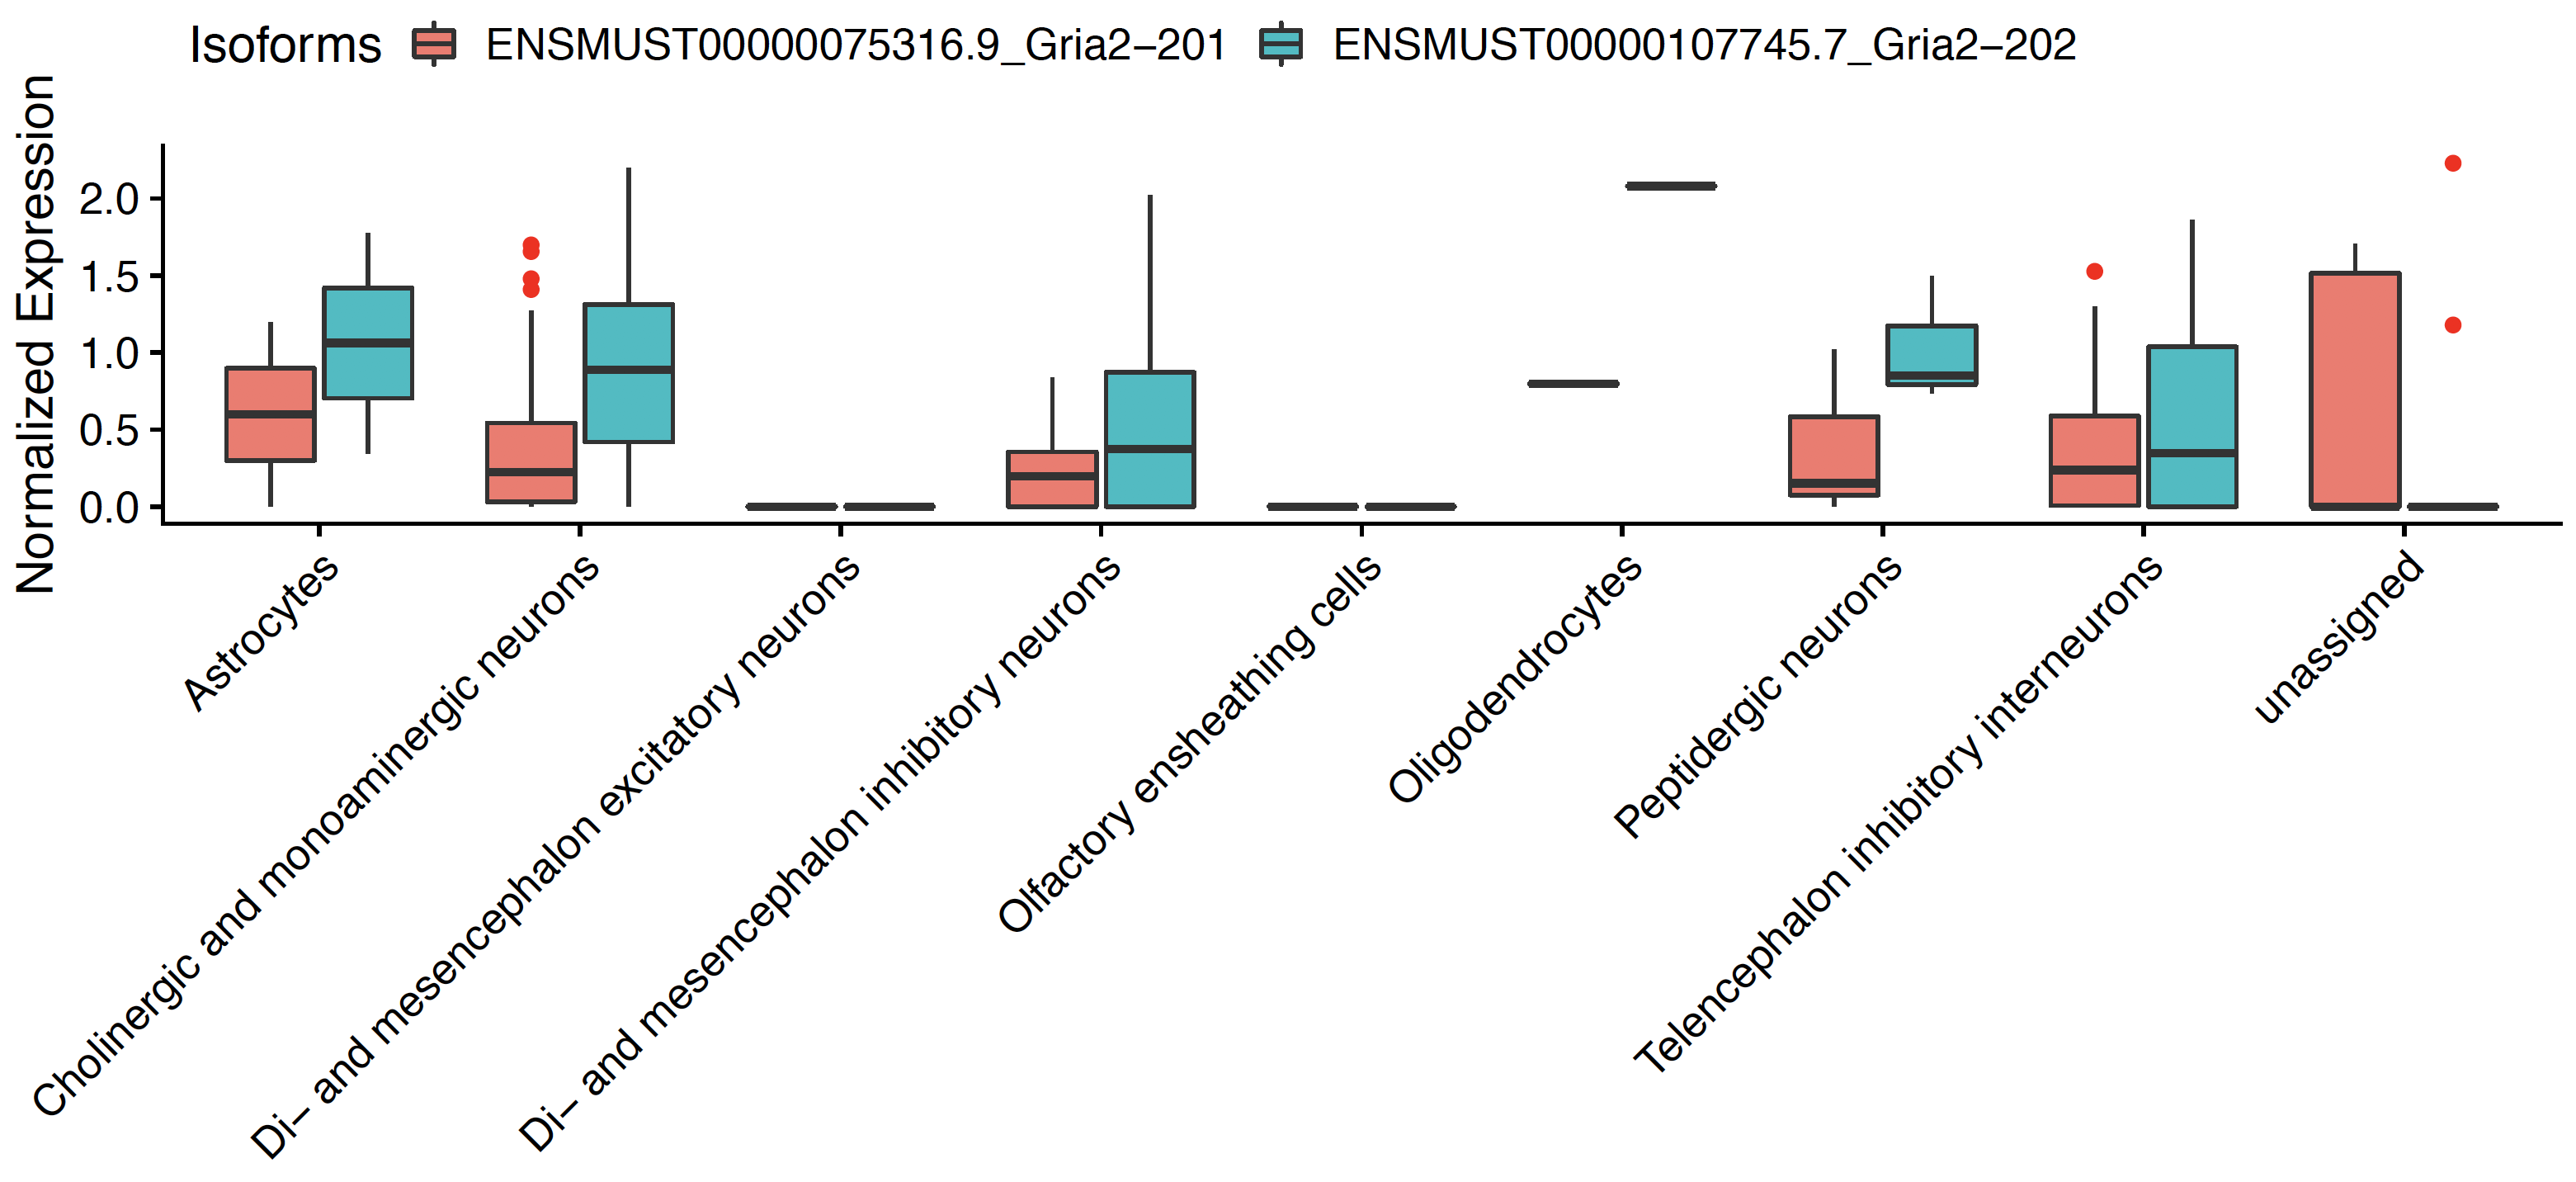 Isoforms ENSMUST00000075316.9_Gria2−201 ENSMUST00000107745.7_Gria2−202
Normalized Expression
2.0
1.5
1.0
0.5
0.0
Astrocytes
Cholinergic and monoaminergic neurons
Di− and mesencephalon excitatory neurons
Di− and mesencephalon inhibitory neurons
Olfactory ensheathing cells
Oligodendrocytes
Peptidergic neurons
Telencephalon inhibitory interneurons
unassigned